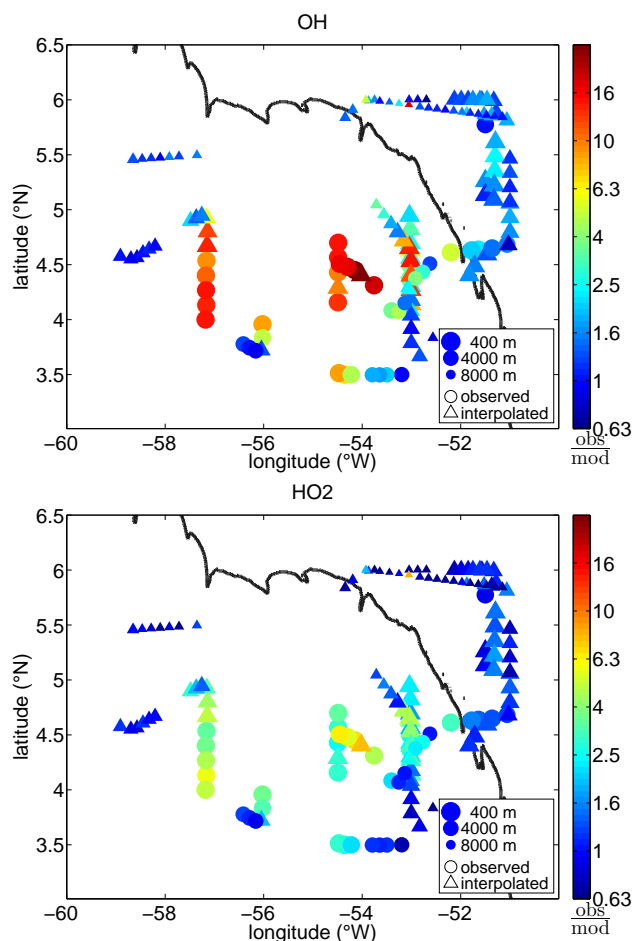 OH
6.5
6
5.5
5
4.5
4
3.5
latitude (°N)
−60 −58 −56 −54 −52
longitude (°W)
400 m
4000 m
8000 m
observed
interpolated
16
10
6.3
4
2.5
1.6
1
0.63
obs
mod
HO2
6.5
6
5.5
5
4.5
4
3.5
latitude (°N)
−60 −58 −56 −54 −52
longitude (°W)
400 m
4000 m
8000 m
observed
interpolated
16
10
6.3
4
2.5
1.6
1
0.63
obs
mod